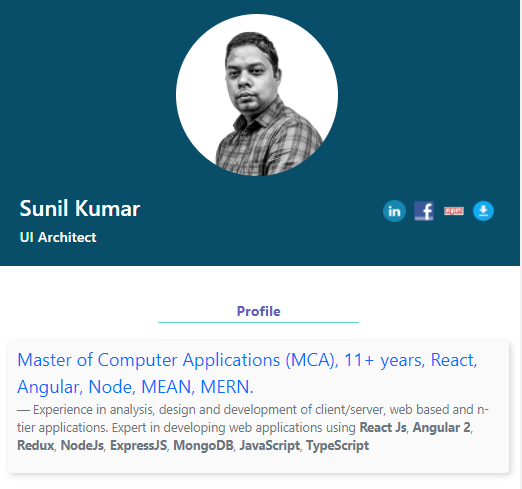 Sunil Kumar
UI Architect
in f npm
Profile
Master of Computer Applications (MCA), 11+ years, React,
Angular, Node, MEAN, MERN.
— Experience in analysis, design and development of client/server, web based and n-
tier applications. Expert in developing web applications using React Js, Angular 2,
Redux, NodeJs, ExpressJS, MongoDB, JavaScript, TypeScript